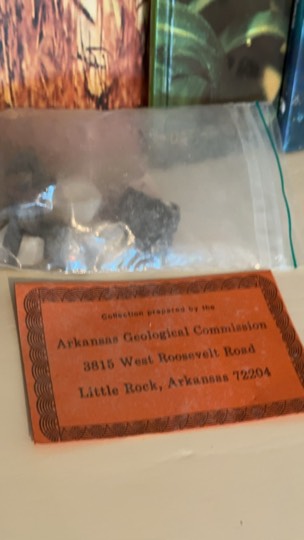 Collection prepared by the
Arkansas Geological Commission
3815 West Roosevelt Road
Little Rock, Arkansas 72204